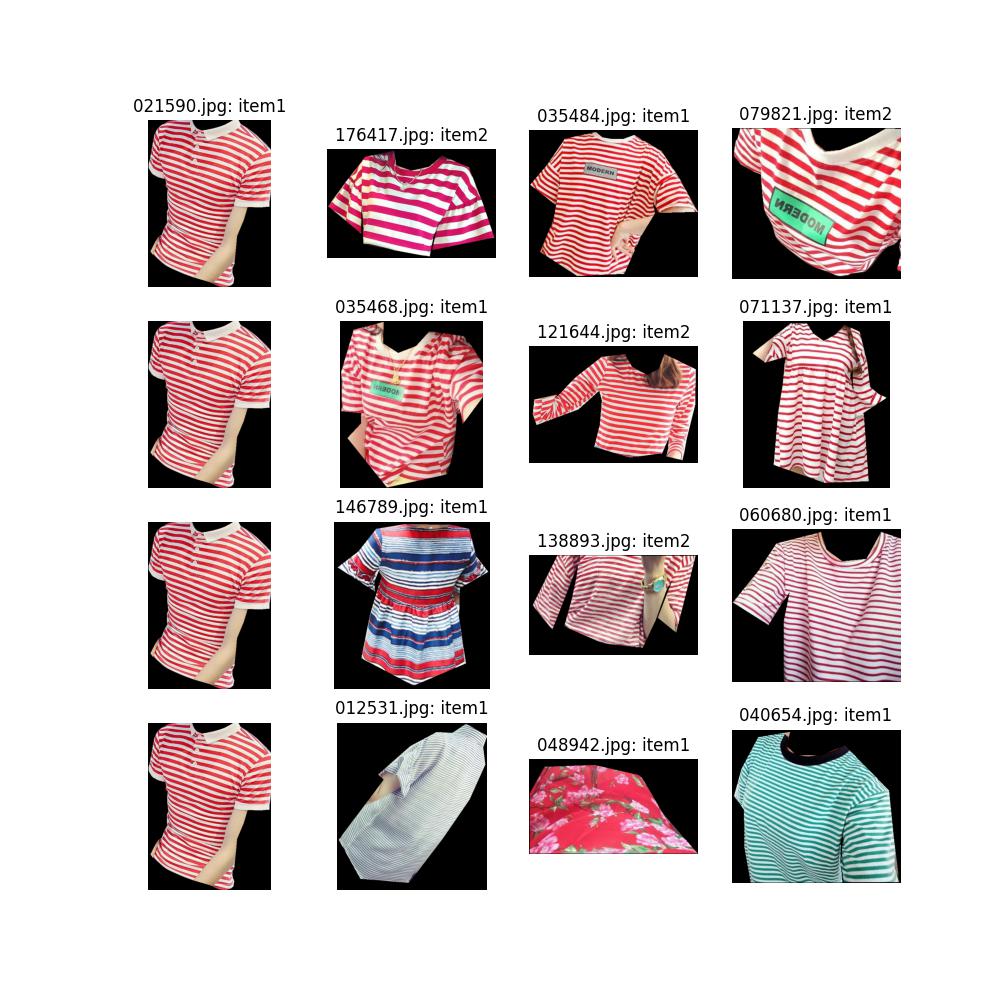 021590.jpg: item1
176417.jpg: item2
035484.jpg: item1
079821.jpg: item2
MODERN
MODERN
035468.jpg: item1
121644.jpg: item2
071137.jpg: item1
MODERN
146789.jpg: item1
138893.jpg: item2
060680.jpg: item1
012531.jpg: item1
048942.jpg: item1
040654.jpg: item1